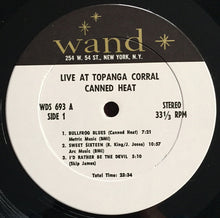 wand
254 W. 54 ST., NEW YORK, N.Y.
LIVE AT TOPANGA CORRAL
CANNED HEAT
WDS 693 A
SIDE 1
STEREO
33⅓ RPM
1. BULLFROG BLUES (Canned Heat) 7:21
Metric Music (BMI)
2. SWEET SIXTEEN (B. King/J. Josea) 10:57
Arc Music (BMI)
3. I'D RATHER BE THE DEVIL 5:10
(Skip James)
Total Time: 23:34